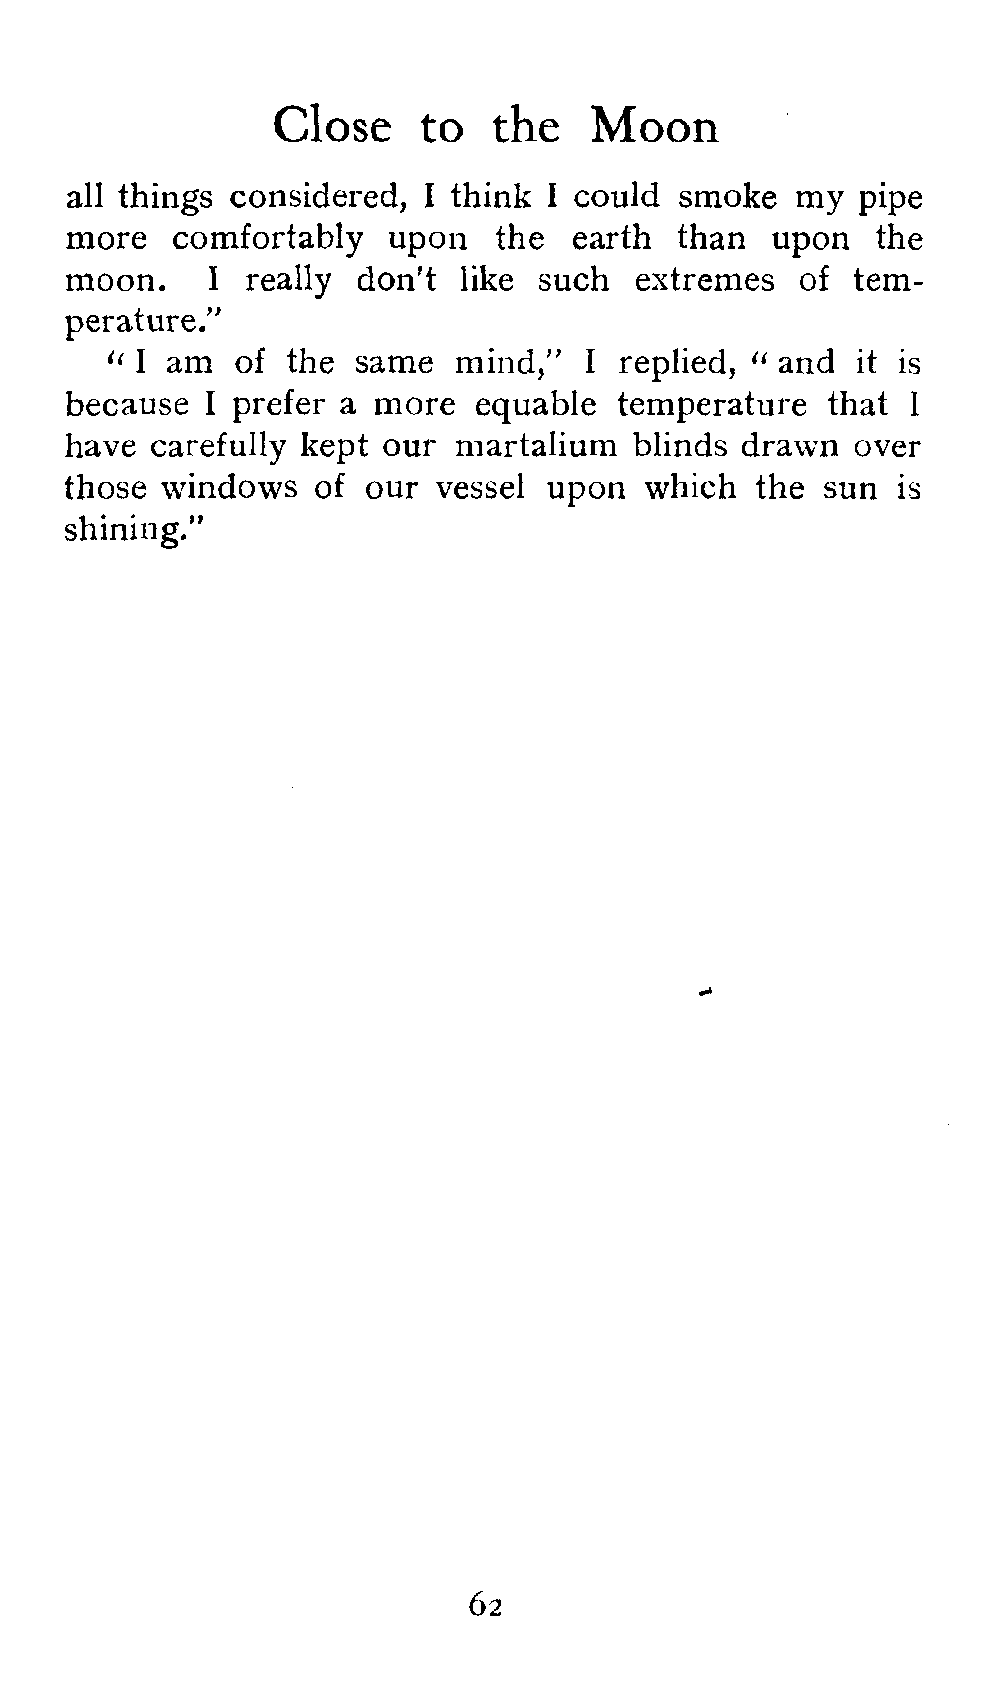 Close to the Moon
all things considered, I think I could smoke my pipe
more comfortably upon the earth than upon the
moon. I really don't like such extremes of tem-
perature."
"I am of the same mind," I replied, "and it is
because I prefer a more equable temperature that I
have carefully kept our martalium blinds drawn over
those windows of our vessel upon which the sun is
shining."
62